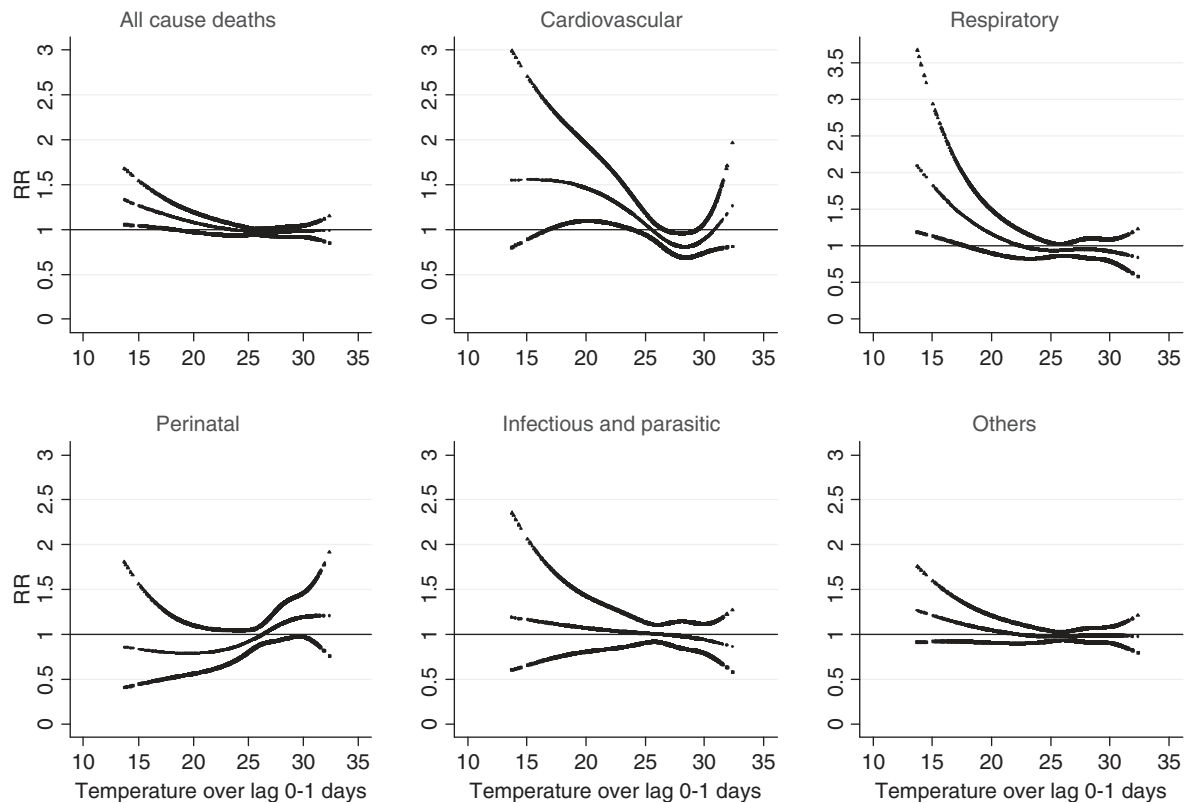 All cause deaths
Cardiovascular
Respiratory
RR
0 0.5 1 1.5 2 2.5 3
0 0.5 1 1.5 2 2.5 3
0 0.5 1 1.5 2 2.5 3 3.5
10 15 20 25 30 35
10 15 20 25 30 35
10 15 20 25 30 35
Perinatal
Infectious and parasitic
Others
RR
0 0.5 1 1.5 2 2.5 3
0 0.5 1 1.5 2 2.5 3
0 0.5 1 1.5 2 2.5 3
10 15 20 25 30 35
10 15 20 25 30 35
10 15 20 25 30 35
Temperature over lag 0-1 days
Temperature over lag 0-1 days
Temperature over lag 0-1 days